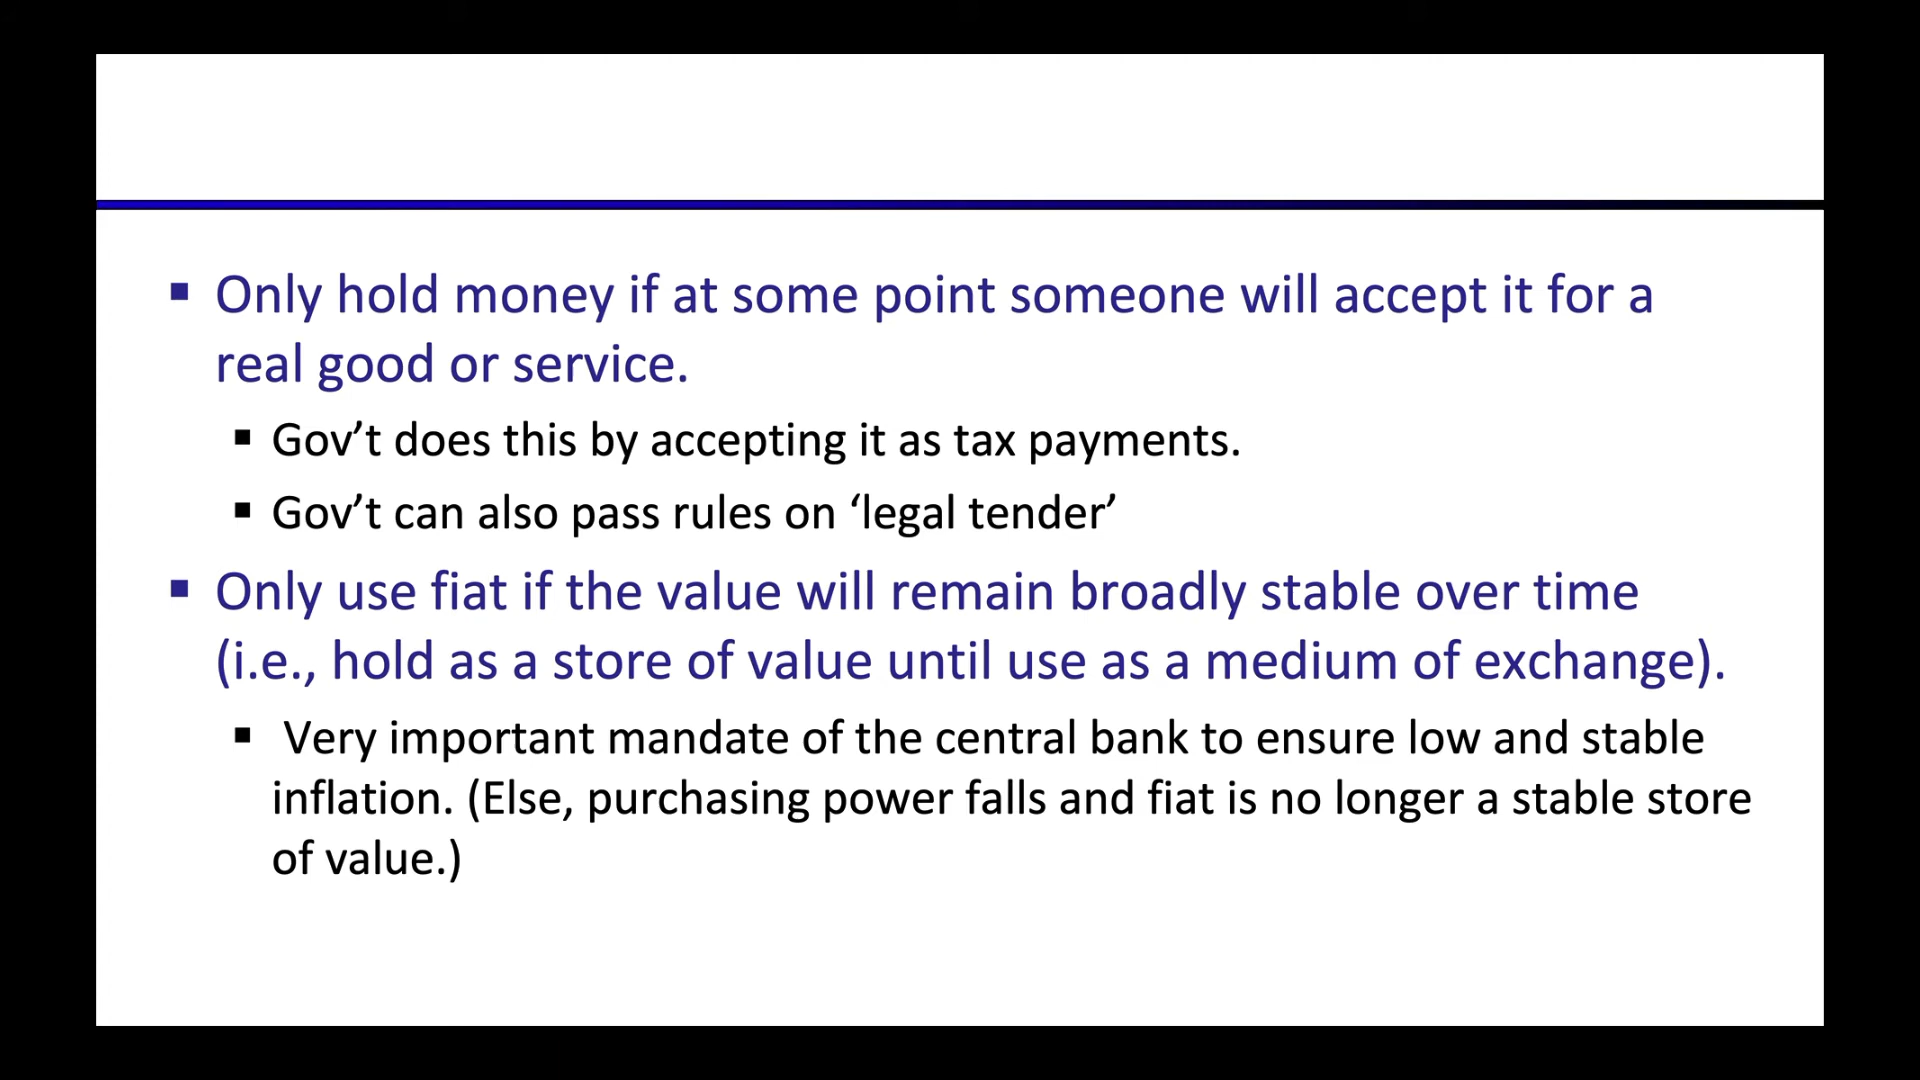 ▪ Only hold money if at some point someone will accept it for a
real good or service.
▪ Gov’t does this by accepting it as tax payments.
▪ Gov’t can also pass rules on ‘legal tender’
▪ Only use fiat if the value will remain broadly stable over time
(i.e., hold as a store of value until use as a medium of exchange).
▪ Very important mandate of the central bank to ensure low and stable
inflation. (Else, purchasing power falls and fiat is no longer a stable store
of value.)